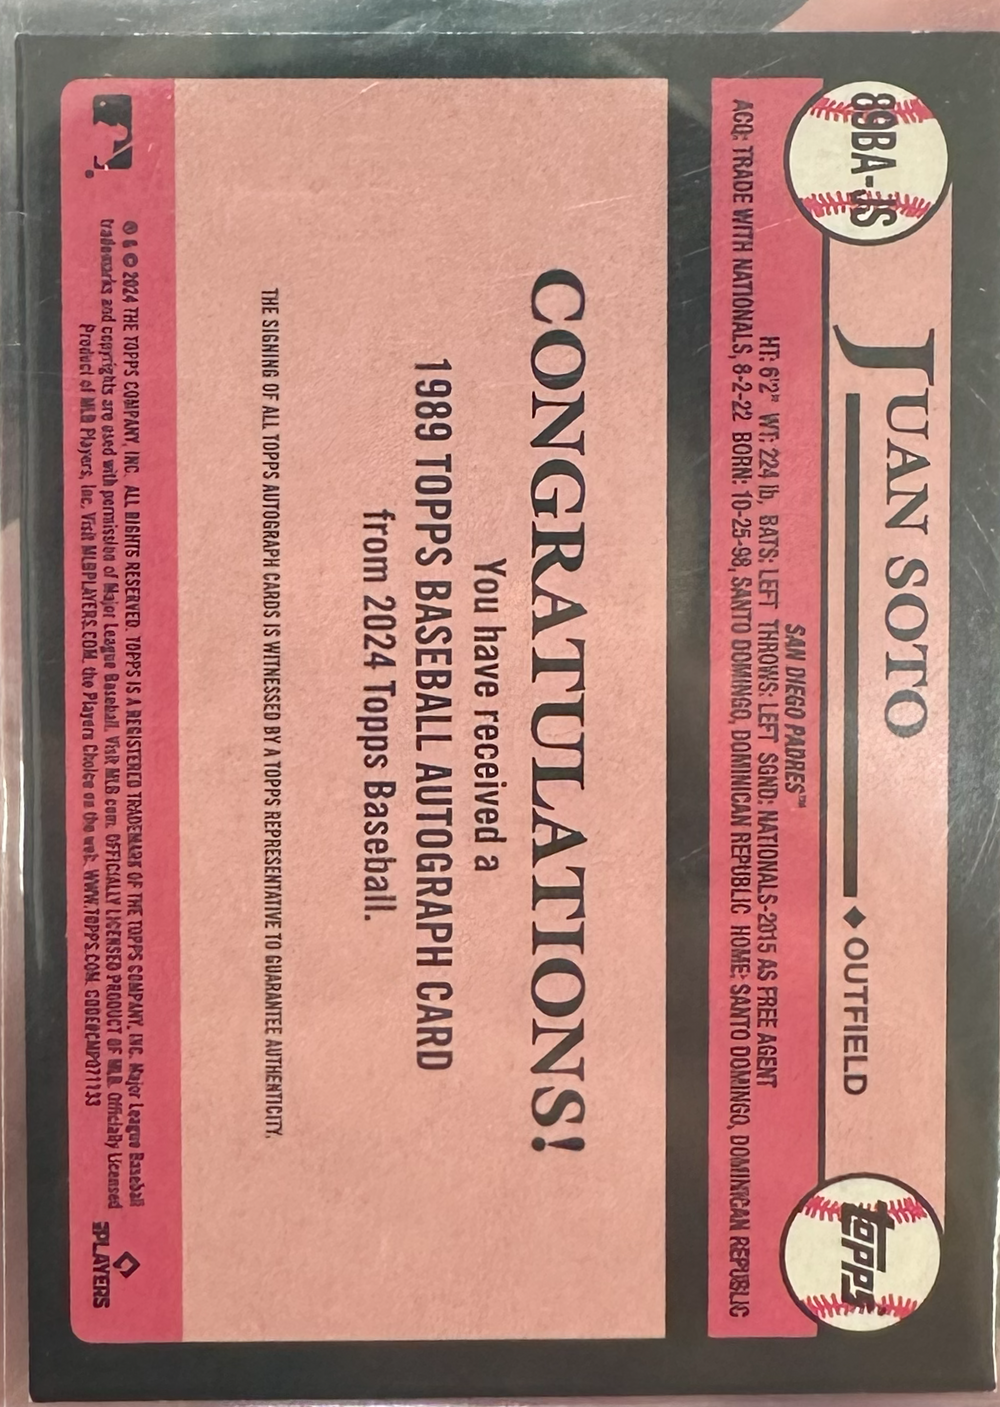 89BA-JS
JUAN SOTO
◆ OUTFIELD
topps
SAN DIEGO PADRES™
HT: 6'2" WT: 224 lb. BATS: LEFT THROWS: LEFT SGND: NATIONALS-2015 AS FREE AGENT
ACQ: TRADE WITH NATIONALS, 8-2-22 BORN: 10-25-98, SANTO DOMINGO, DOMINICAN REPUBLIC HOME: SANTO DOMINGO, DOMINICAN REPUBLIC
CONGRATULATIONS!
You have received a
1989 TOPPS BASEBALL AUTOGRAPH CARD
from 2024 Topps Baseball.
THE SIGNING OF ALL TOPPS AUTOGRAPH CARDS IS WITNESSED BY A TOPPS REPRESENTATIVE TO GUARANTEE AUTHENTICITY.
® & © 2024 THE TOPPS COMPANY, INC. ALL RIGHTS RESERVED. TOPPS IS A REGISTERED TRADEMARK OF THE TOPPS COMPANY, INC. Major League Baseball
trademarks and copyrights are used with permission of Major League Baseball. Visit MLB.com. OFFICIALLY LICENSED PRODUCT OF MLB. Officially Licensed
Product of MLB Players, Inc. Visit MLBPLAYERS.COM, the Players Choice on the web. WWW.TOPPS.COM. CODE#CMP071133
PLAYERS